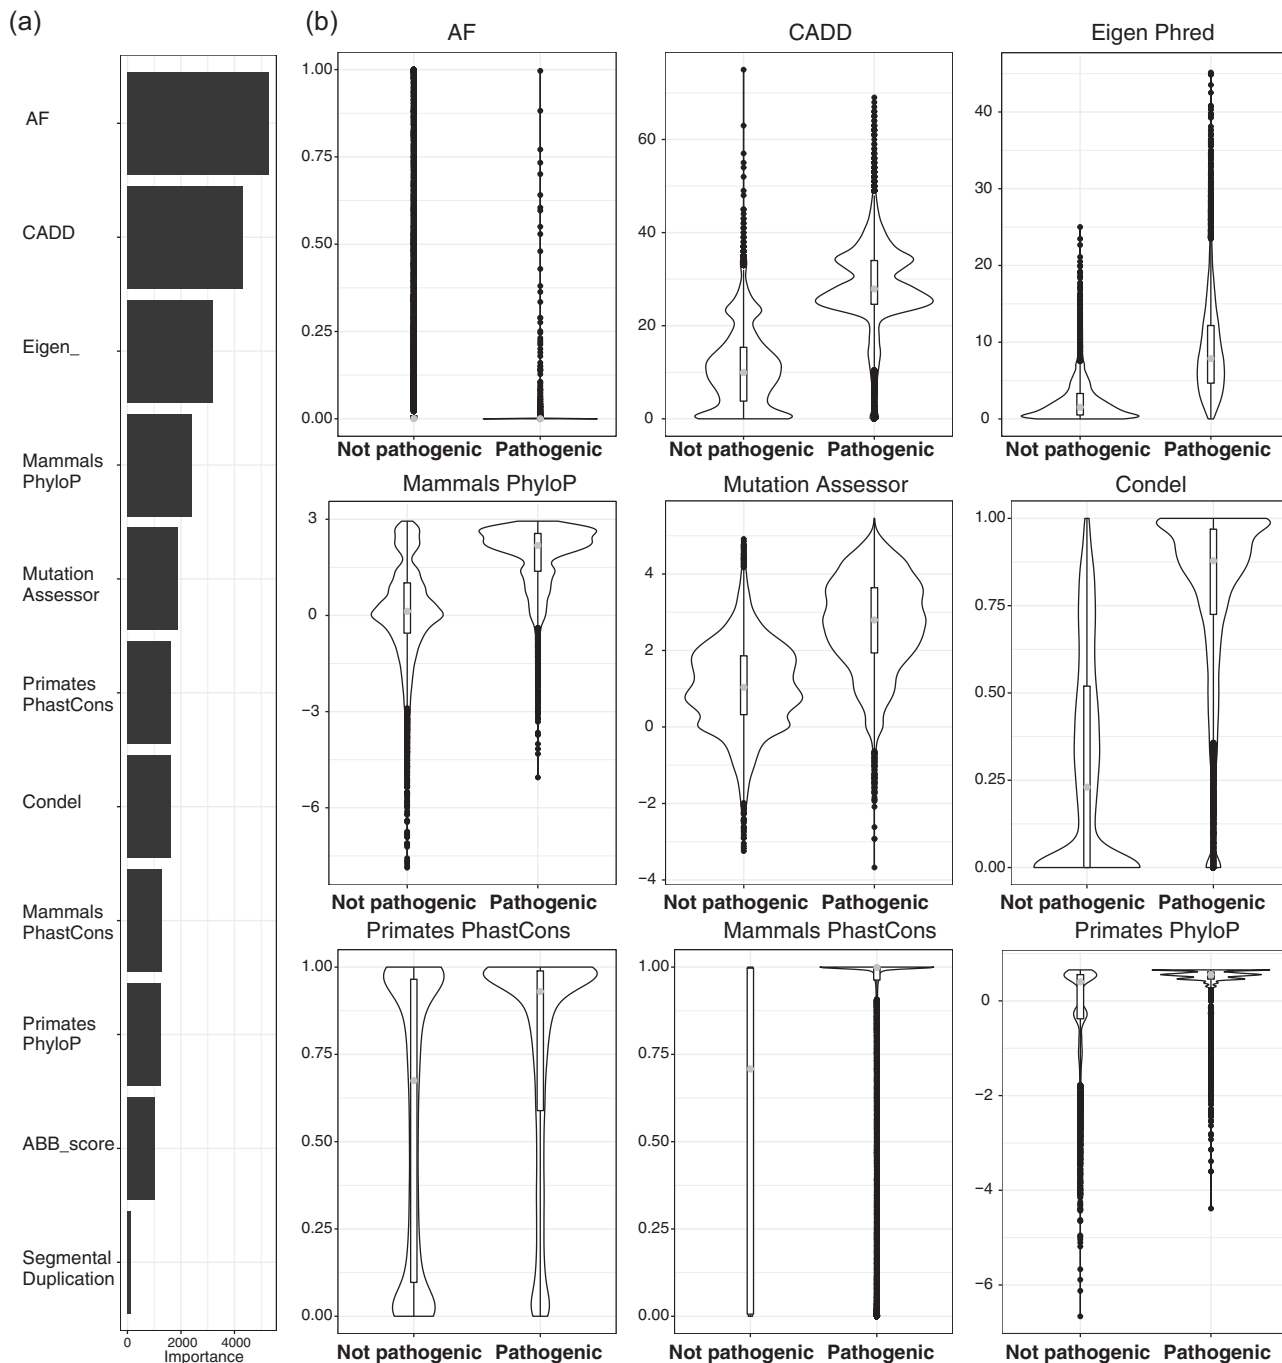 (a)
AF
CADD
Eigen_
Mammals
PhyloP
Mutation
Assessor
Primates
PhastCons
Condel
Mammals
PhastCons
Primates
PhyloP
ABB_score
Segmental
Duplication
0 2000 4000
Importance
(b)
AF
1.00
0.75
0.50
0.25
0.00
Not pathogenic Pathogenic
CADD
60
40
20
0
Not pathogenic Pathogenic
Eigen Phred
40
30
20
10
0
Not pathogenic Pathogenic
Mammals PhyloP
3
0
−3
−6
Not pathogenic Pathogenic
Mutation Assessor
4
2
0
−2
−4
Not pathogenic Pathogenic
Condel
1.00
0.75
0.50
0.25
0.00
Not pathogenic Pathogenic
Primates PhastCons
1.00
0.75
0.50
0.25
0.00
Not pathogenic Pathogenic
Mammals PhastCons
1.00
0.75
0.50
0.25
0.00
Not pathogenic Pathogenic
Primates PhyloP
0
−2
−4
−6
Not pathogenic Pathogenic